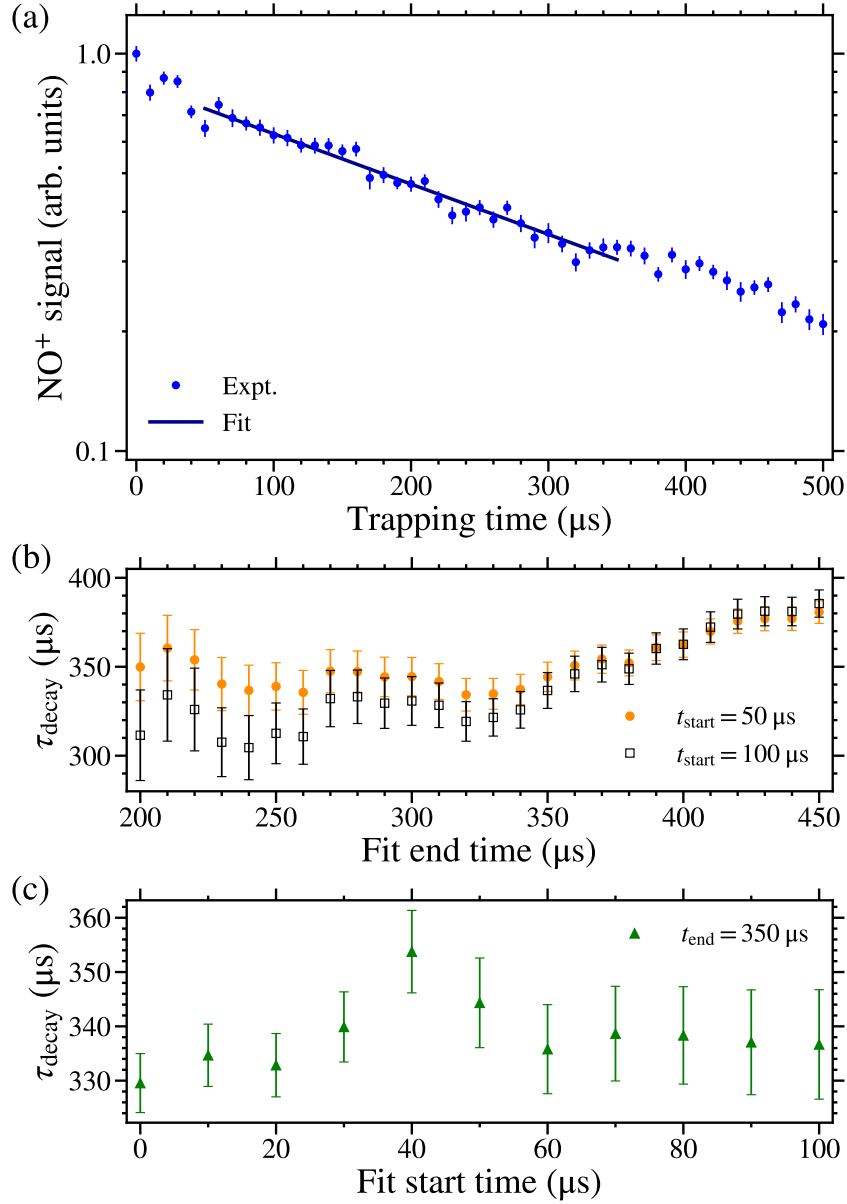 (a)
1.0
0.1
NO⁺ signal (arb. units)
Expt.
Fit
0 100 200 300 400 500
Trapping time (μs)
(b)
400
350
300
τdecay (μs)
tstart = 50 μs
tstart = 100 μs
200 250 300 350 400 450
Fit end time (μs)
(c)
360
350
340
330
τdecay (μs)
tend = 350 μs
0 20 40 60 80 100
Fit start time (μs)